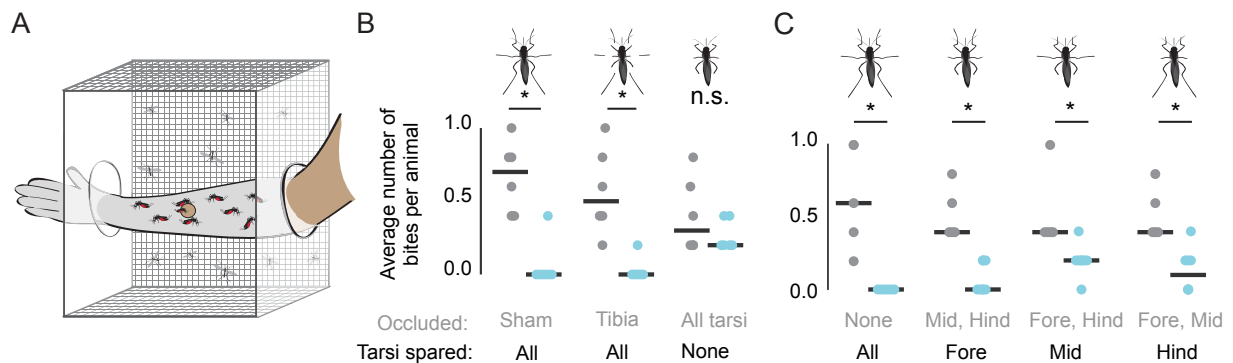 A
B
C
n.s.
*
*
*
*
*
*
Average number of
bites per animal
1.0
0.5
0.0
1.0
0.5
0.0
Occluded: Sham Tibia All tarsi
Tarsi spared: All All None
None Mid, Hind Fore, Hind Fore, Mid
All Fore Mid Hind